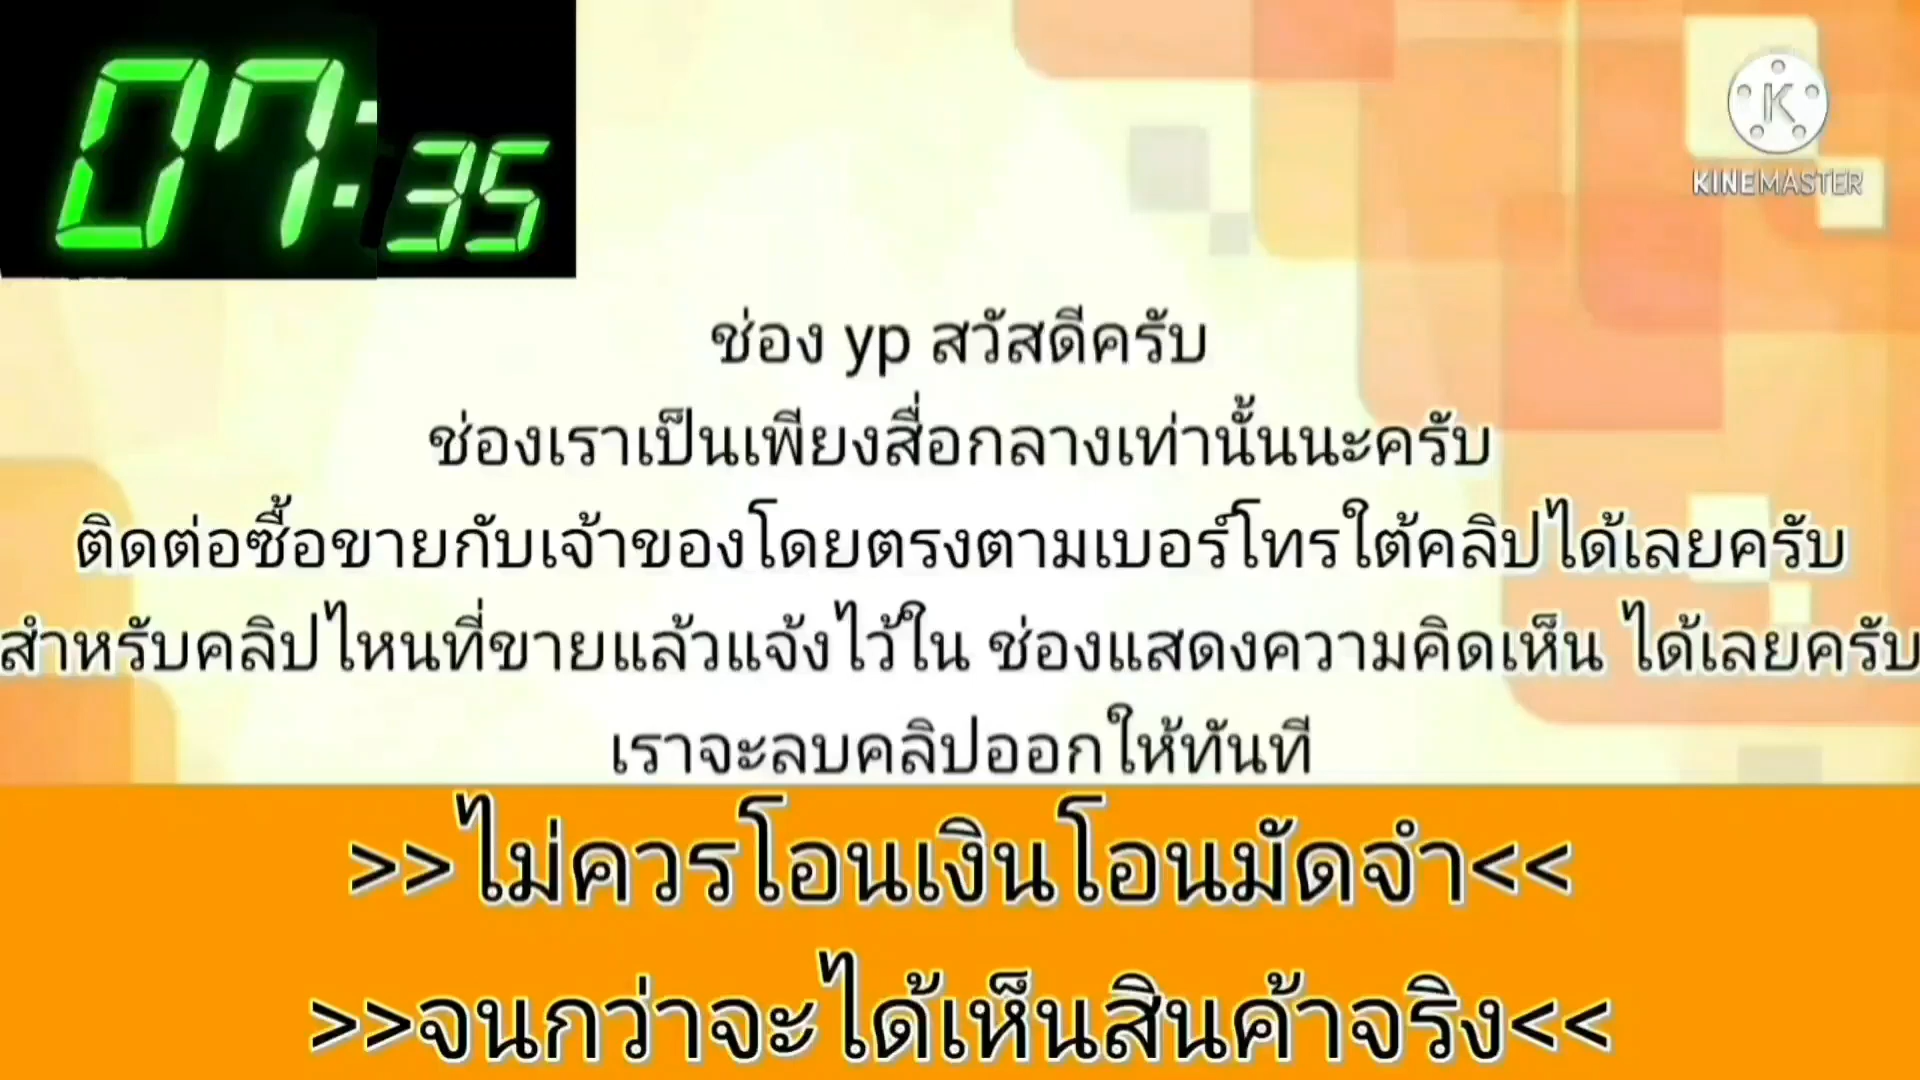 07:35
KINEMASTER
ช่อง yp สวัสดีครับ
ช่องเราเป็นเพียงสื่อกลางเท่านั้นนะครับ
ติดต่อซื้อขายกับเจ้าของโดยตรงตามเบอร์โทรใต้คลิปได้เลยครับ
สำหรับคลิปไหนที่ขายแล้วแจ้งไว้ใน ช่องแสดงความคิดเห็น ได้เลยครับ
เราจะลบคลิปออกให้ทันที
>>ไม่ควรโอนเงินโอนมัดจำ<<
>>จนกว่าจะได้เห็นสินค้าจริง<<